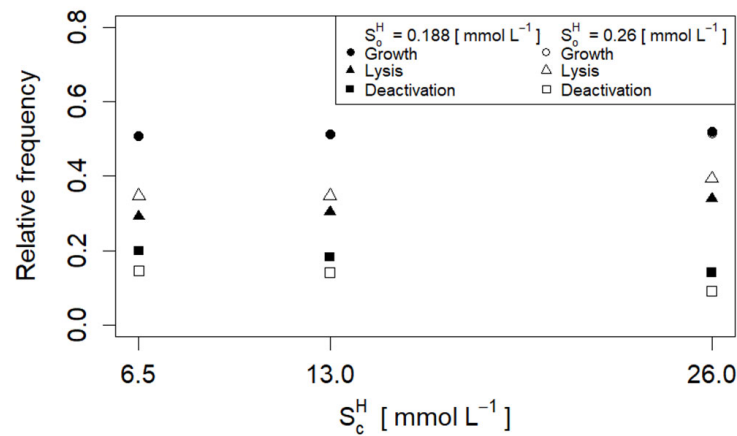 S_o^H = 0.188 [ mmol L⁻¹ ] S_o^H = 0.26 [ mmol L⁻¹ ]
Growth Growth
Lysis Lysis
Deactivation Deactivation
Relative frequency
0.8
0.6
0.4
0.2
0.0
6.5 13.0 26.0
S_c^H [ mmol L⁻¹ ]